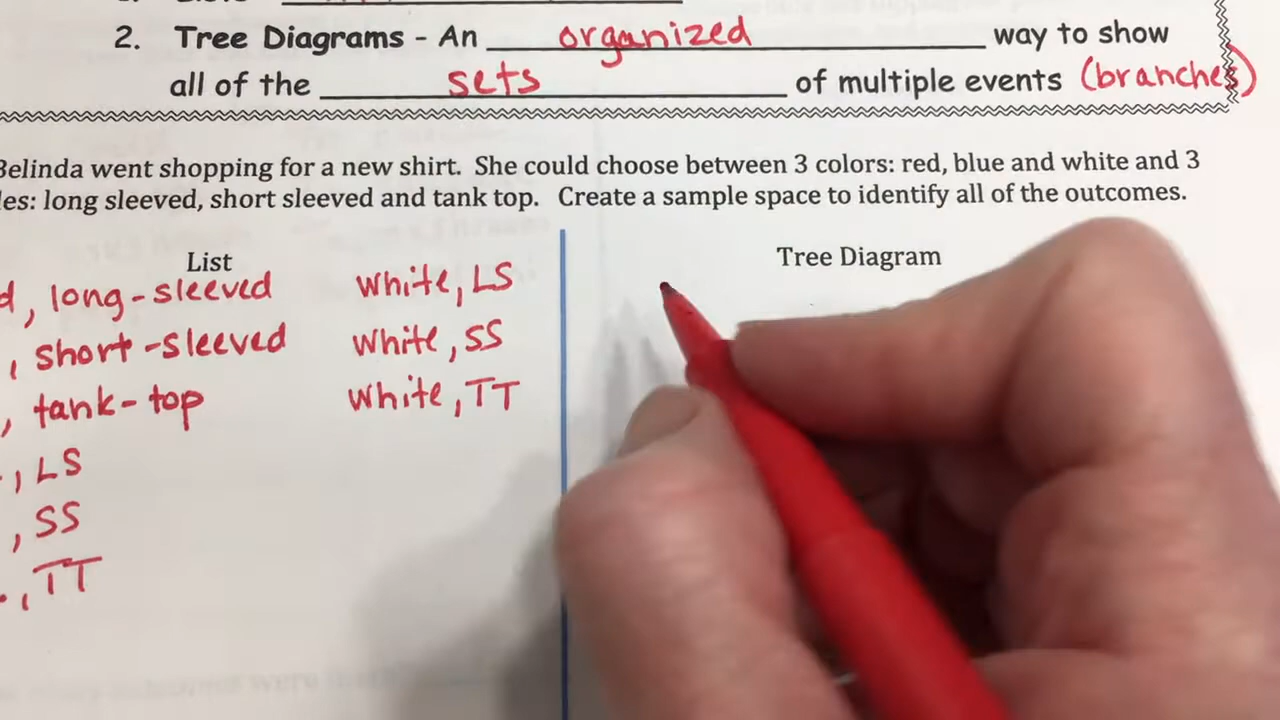 2. Tree Diagrams - An organized way to show
all of the sets of multiple events (branches)
Belinda went shopping for a new shirt. She could choose between 3 colors: red, blue and white and 3
les: long sleeved, short sleeved and tank top. Create a sample space to identify all of the outcomes.
List
d, long-sleeved
, short-sleeved
, tank-top
, LS
, SS
, TT
white, LS
white, SS
white, TT
Tree Diagram